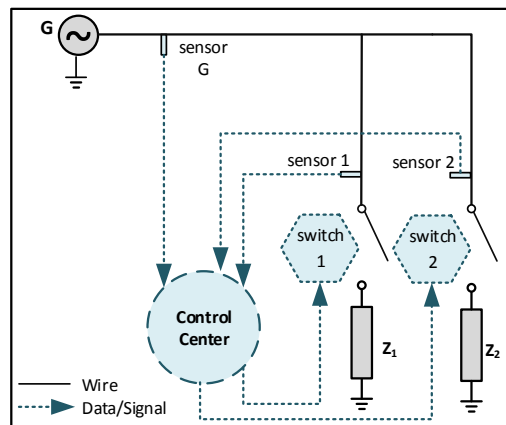 G
sensor
G
sensor 1
sensor 2
switch
1
switch
2
Control
Center
Z1
Z2
Wire
Data/Signal